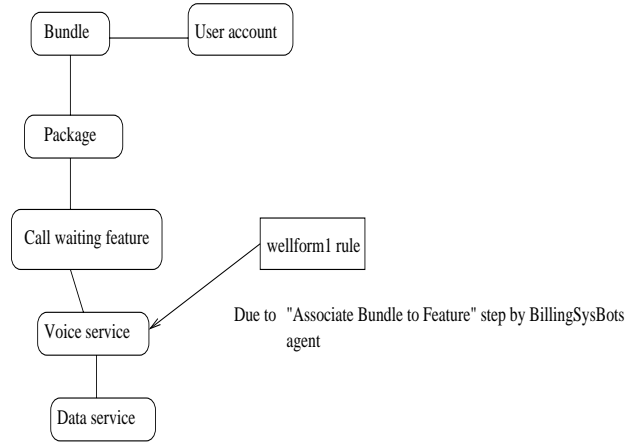 Bundle
User account
Package
Call waiting feature
wellform1 rule
Voice service
Due to "Associate Bundle to Feature" step by BillingSysBots
agent
Data service